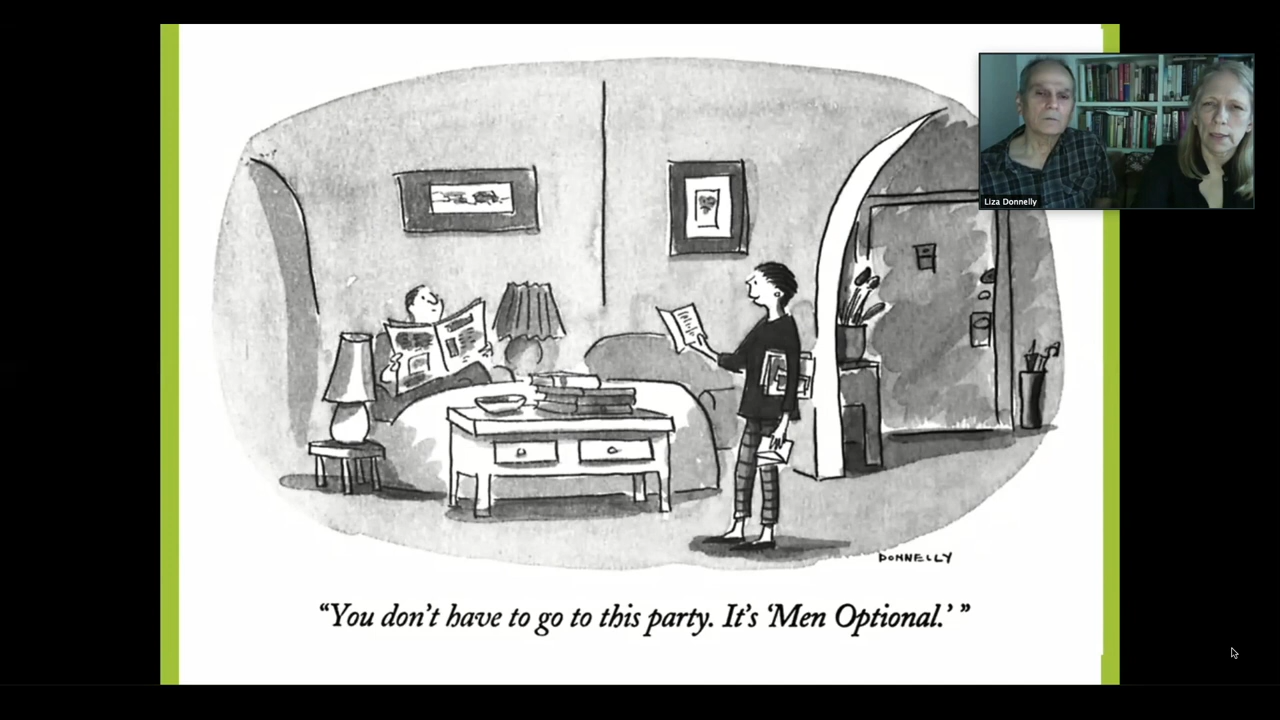 Liza Donnelly
DONNELLY
“You don’t have to go to this party. It’s ‘Men Optional.’ ”